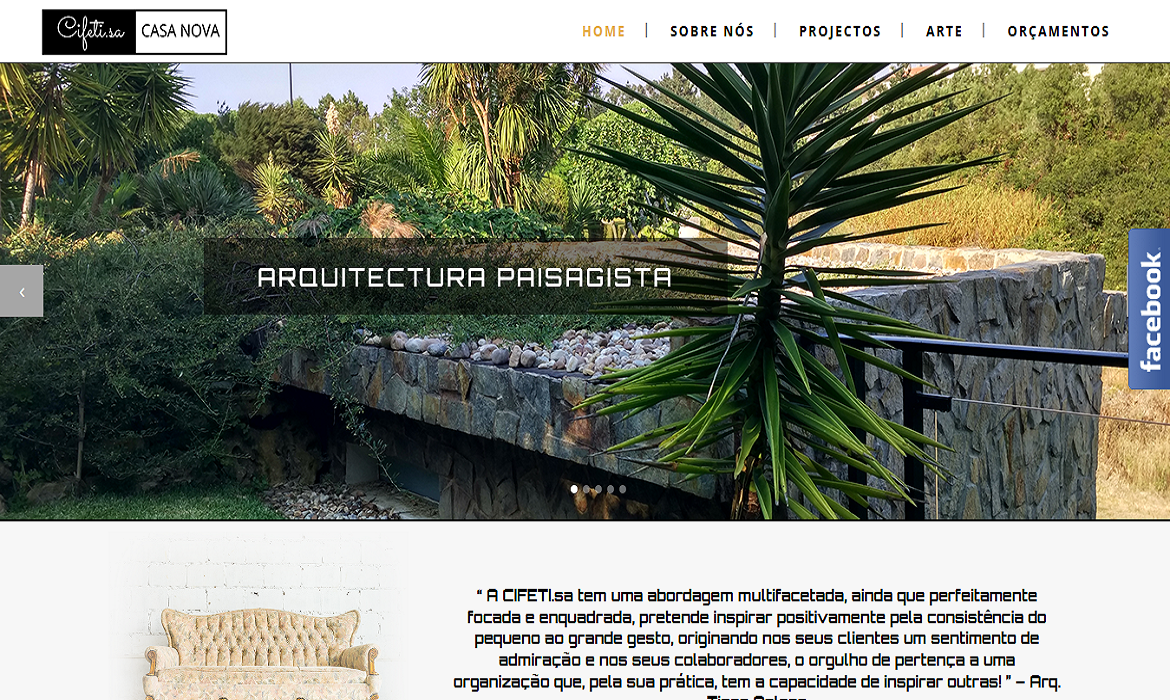 Cifeti.sa CASA NOVA
HOME | SOBRE NÓS | PROJECTOS | ARTE | ORÇAMENTOS
ARQUITECTURA PAISAGISTA
facebook
“ A CIFETI.sa tem uma abordagem multifacetada, ainda que perfeitamente
focada e enquadrada, pretende inspirar positivamente pela consistência do
pequeno ao grande gesto, originando nos seus clientes um sentimento de
admiração e nos seus colaboradores, o orgulho de pertença a uma
organização que, pela sua prática, tem a capacidade de inspirar outras! ” – Arq.